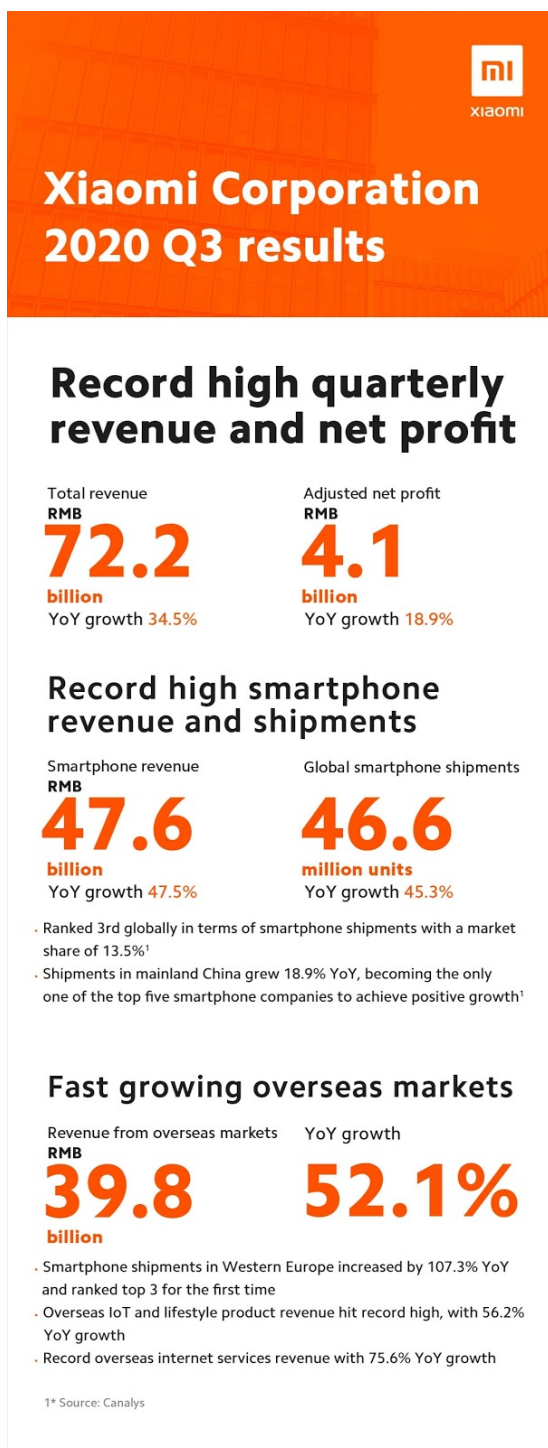 mi
xiaomi
Xiaomi Corporation
2020 Q3 results
Record high quarterly
revenue and net profit
Total revenue
RMB
72.2
billion
YoY growth 34.5%
Adjusted net profit
RMB
4.1
billion
YoY growth 18.9%
Record high smartphone
revenue and shipments
Smartphone revenue
RMB
47.6
billion
YoY growth 47.5%
Global smartphone shipments
46.6
million units
YoY growth 45.3%
· Ranked 3rd globally in terms of smartphone shipments with a market
share of 13.5%¹
· Shipments in mainland China grew 18.9% YoY, becoming the only
one of the top five smartphone companies to achieve positive growth¹
Fast growing overseas markets
Revenue from overseas markets
RMB
39.8
billion
YoY growth
52.1%
· Smartphone shipments in Western Europe increased by 107.3% YoY
and ranked top 3 for the first time
· Overseas IoT and lifestyle product revenue hit record high, with 56.2%
YoY growth
· Record overseas internet services revenue with 75.6% YoY growth
1* Source: Canalys